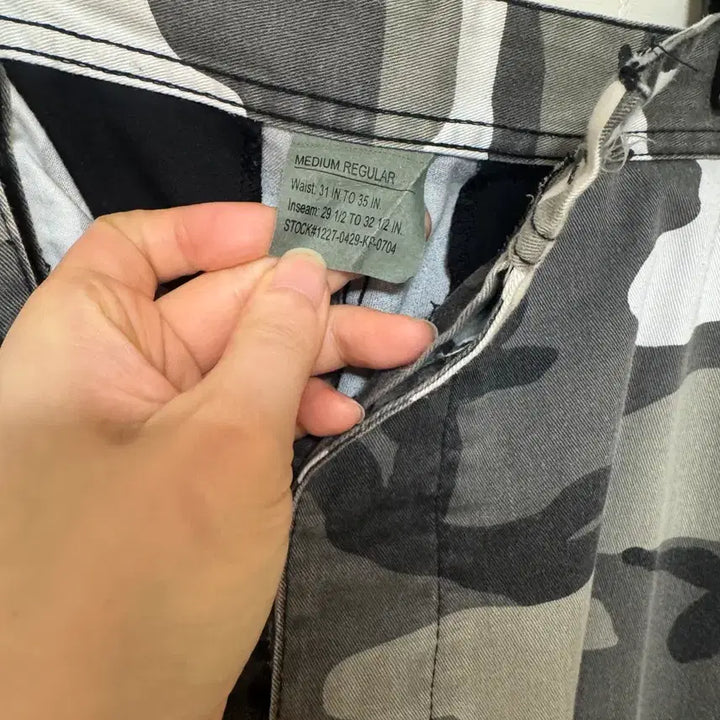 MEDIUM REGULAR
Waist: 31 IN TO 35 IN.
Inseam: 29 1/2 TO 32 1/2 IN.
STOCK#1227-0429-KP-0704